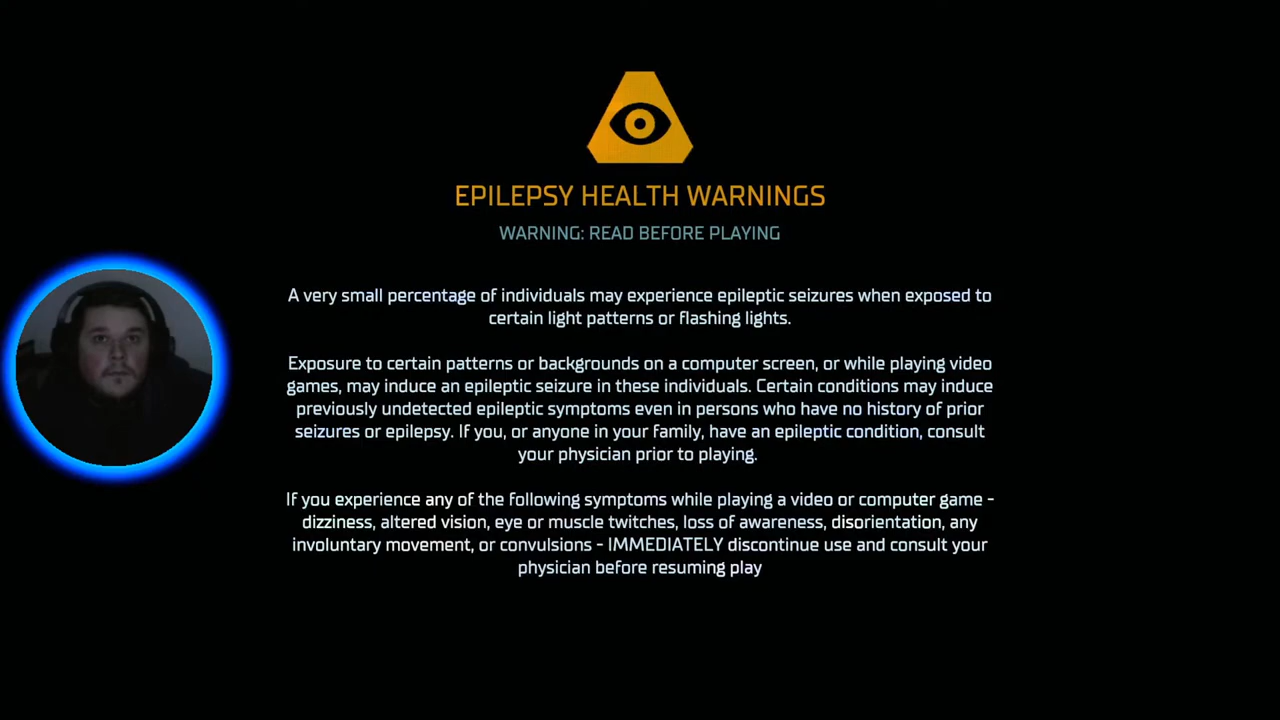 EPILEPSY HEALTH WARNINGS
WARNING: READ BEFORE PLAYING
A very small percentage of individuals may experience epileptic seizures when exposed to
certain light patterns or flashing lights.
Exposure to certain patterns or backgrounds on a computer screen, or while playing video
games, may induce an epileptic seizure in these individuals. Certain conditions may induce
previously undetected epileptic symptoms even in persons who have no history of prior
seizures or epilepsy. If you, or anyone in your family, have an epileptic condition, consult
your physician prior to playing.
If you experience any of the following symptoms while playing a video or computer game -
dizziness, altered vision, eye or muscle twitches, loss of awareness, disorientation, any
involuntary movement, or convulsions - IMMEDIATELY discontinue use and consult your
physician before resuming play